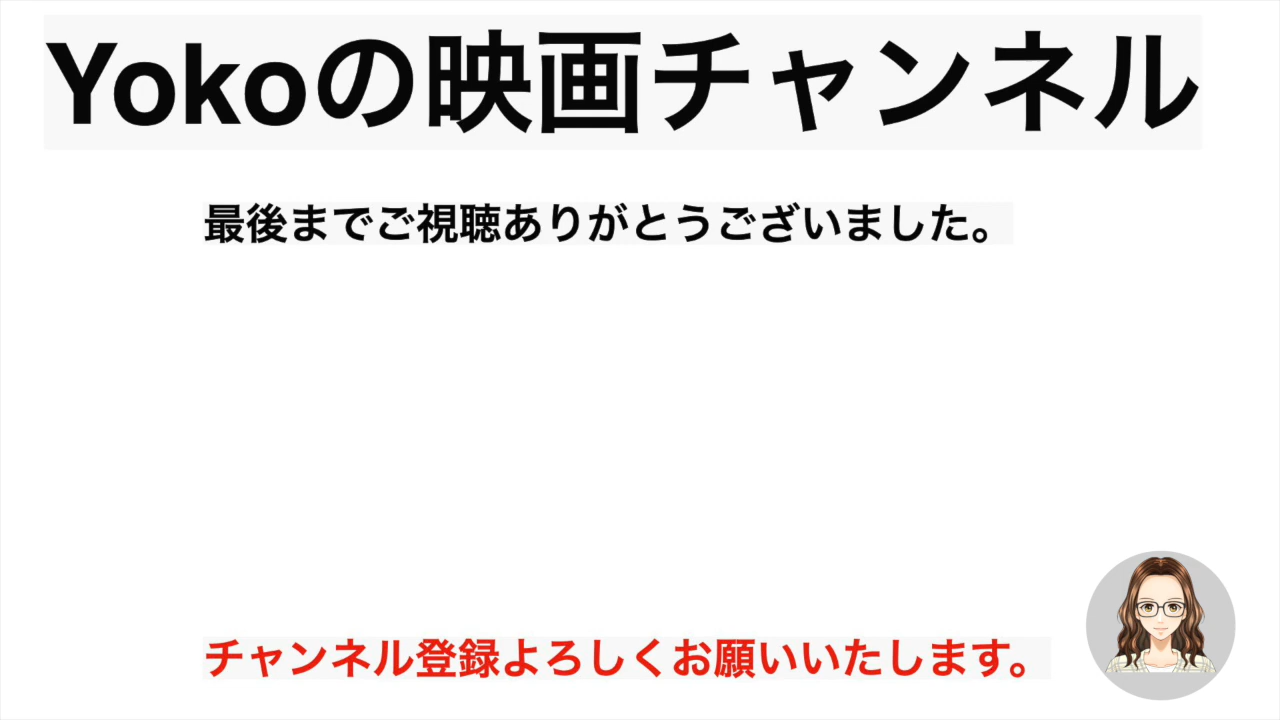 Yokoの映画チャンネル
最後までご視聴ありがとうございました。
チャンネル登録よろしくお願いいたします。